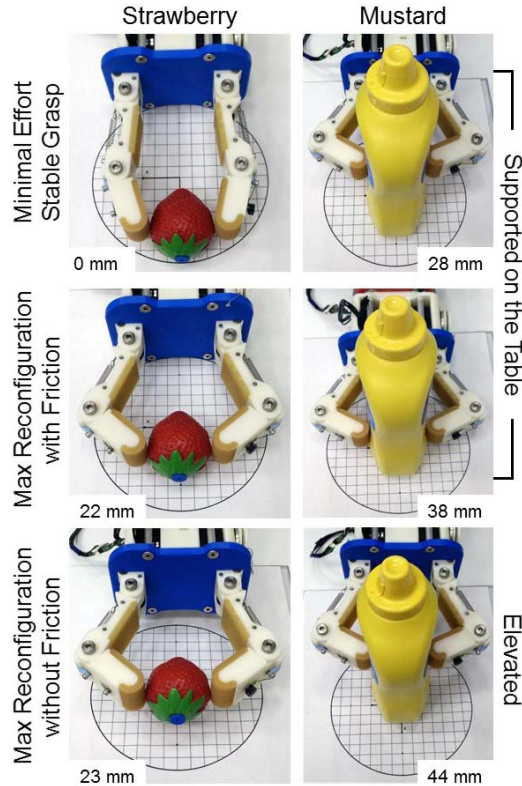 Strawberry
Mustard
Minimal Effort
Stable Grasp
0 mm
28 mm
Supported on the Table
Max Reconfiguration
with Friction
22 mm
38 mm
Max Reconfiguration
without Friction
23 mm
44 mm
Elevated